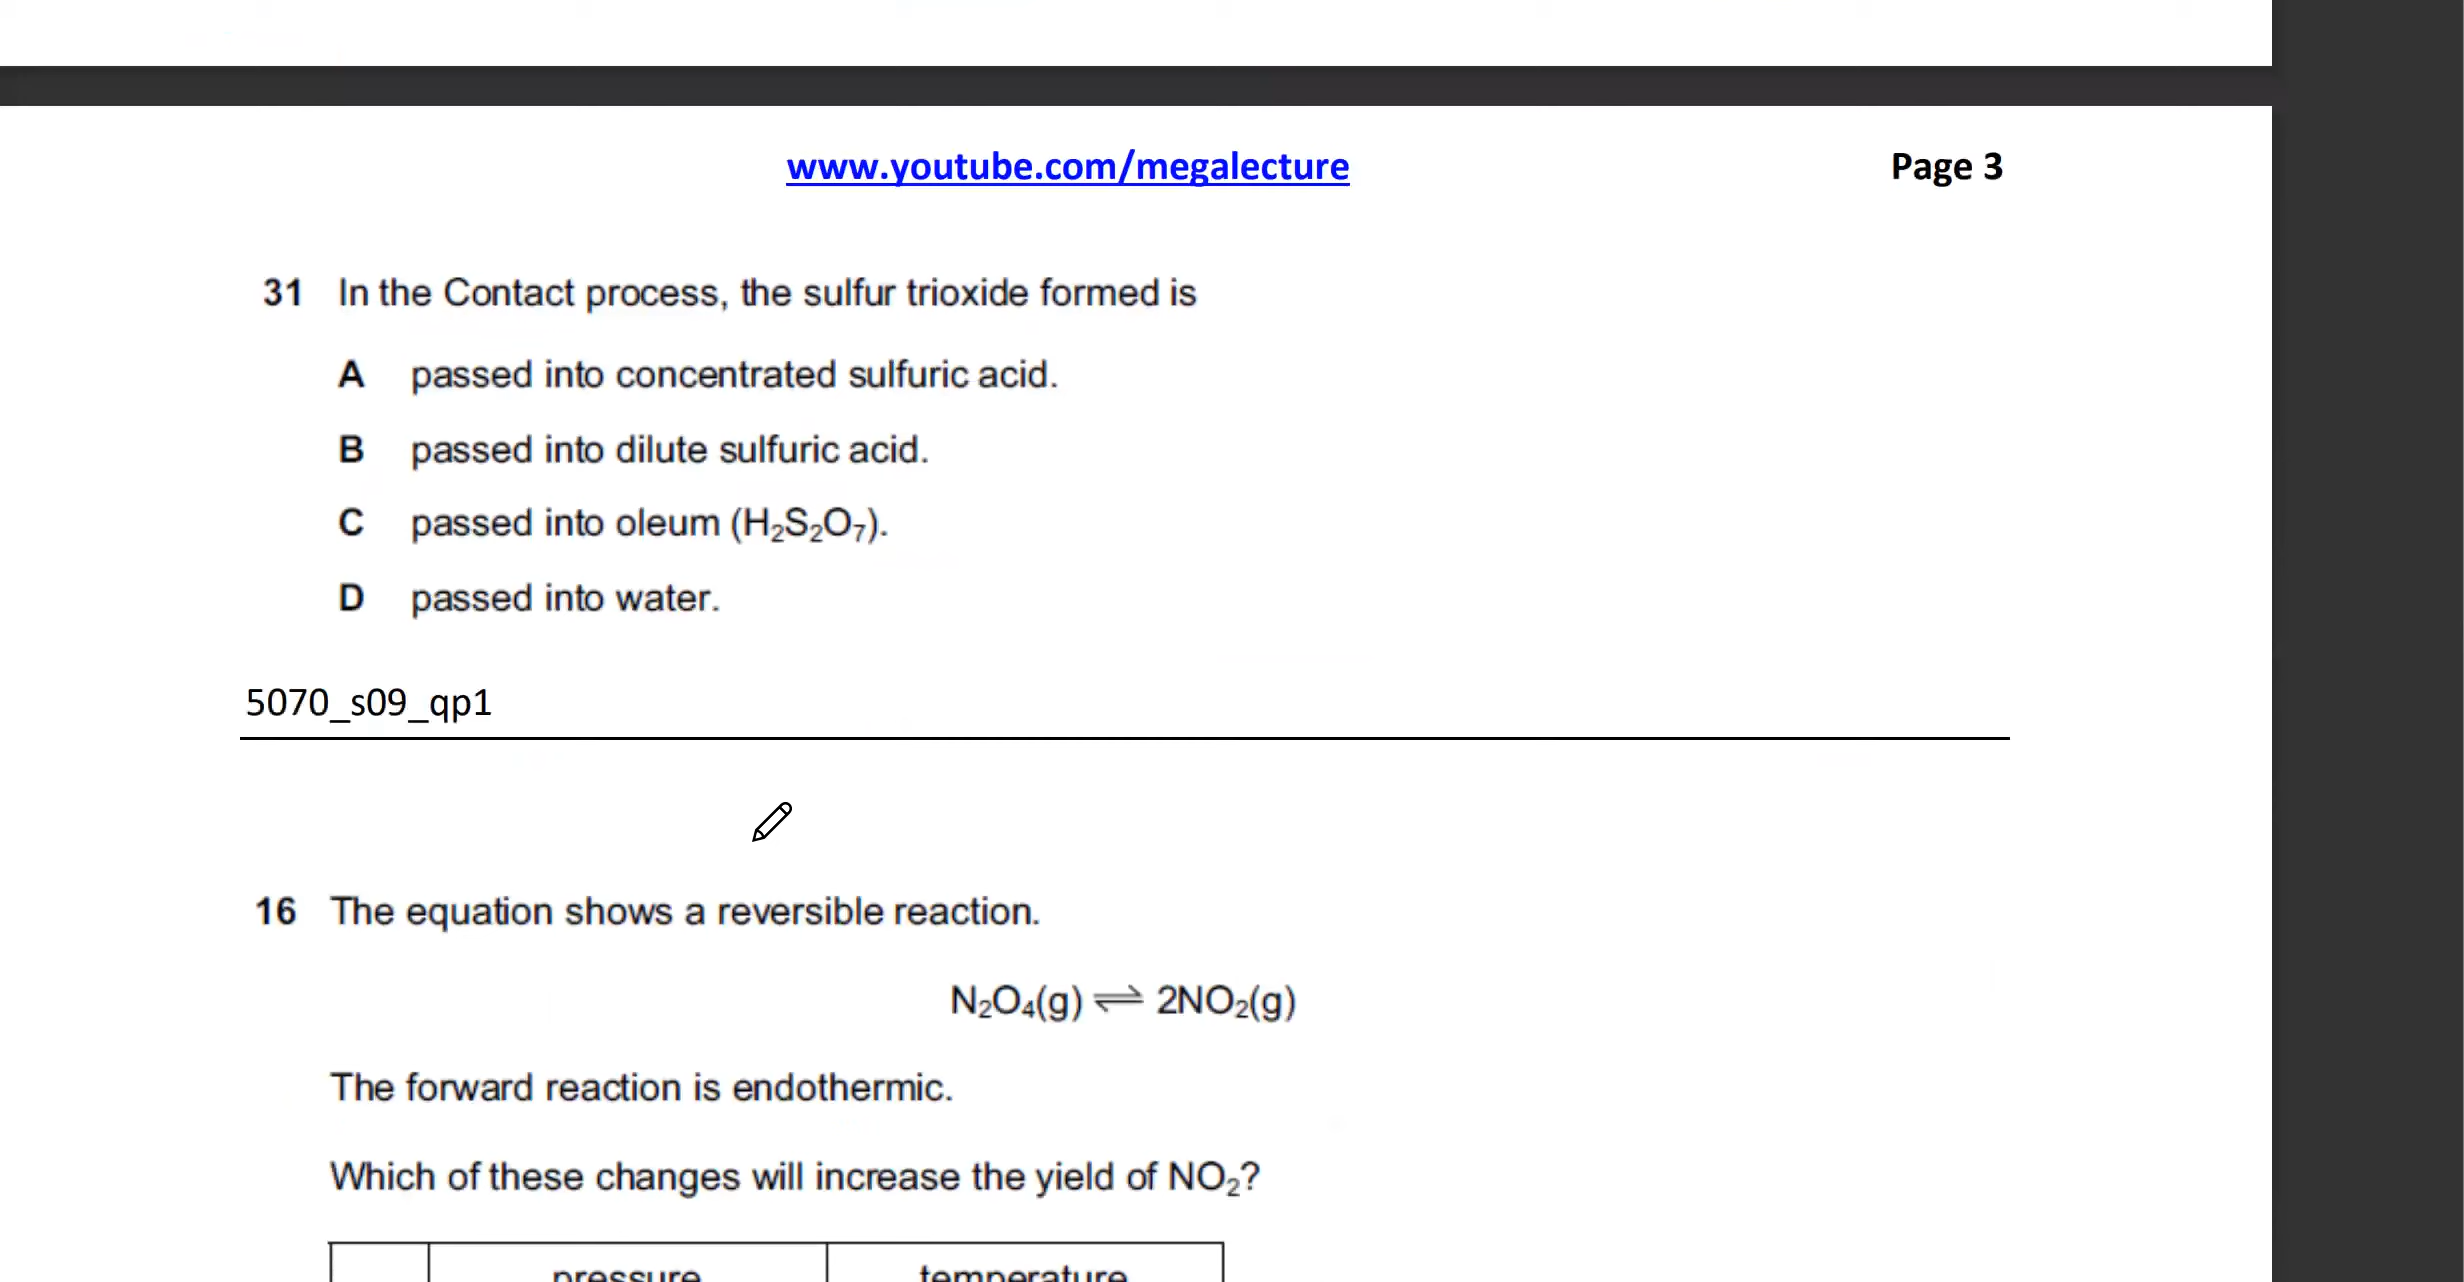 www.youtube.com/megalecture Page 3
31 In the Contact process, the sulfur trioxide formed is
A passed into concentrated sulfuric acid.
B passed into dilute sulfuric acid.
C passed into oleum (H₂S₂O₇).
D passed into water.
5070_s09_qp1
16 The equation shows a reversible reaction.
N₂O₄(g) ⇌ 2NO₂(g)
The forward reaction is endothermic.
Which of these changes will increase the yield of NO₂?
pressure temperature